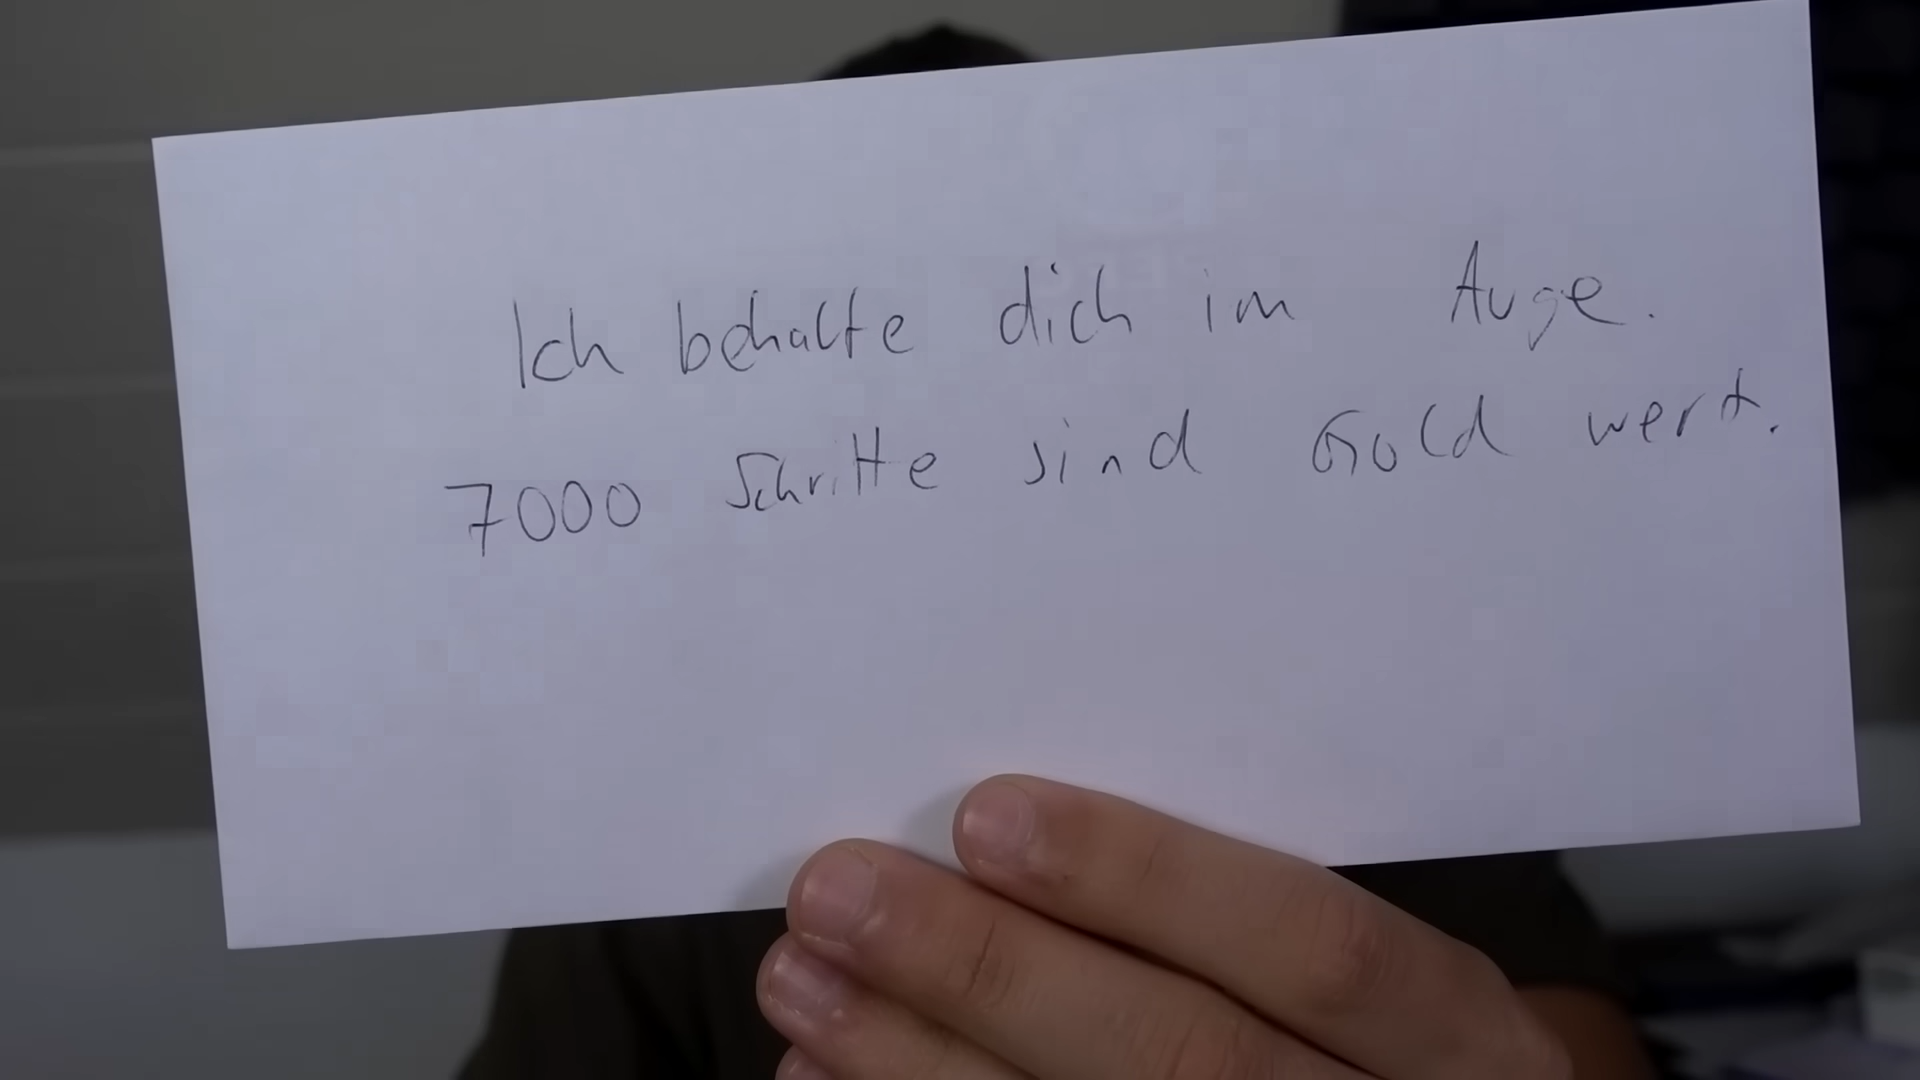 Ich behalte dich im Auge.
7000 Schritte sind Gold wert.